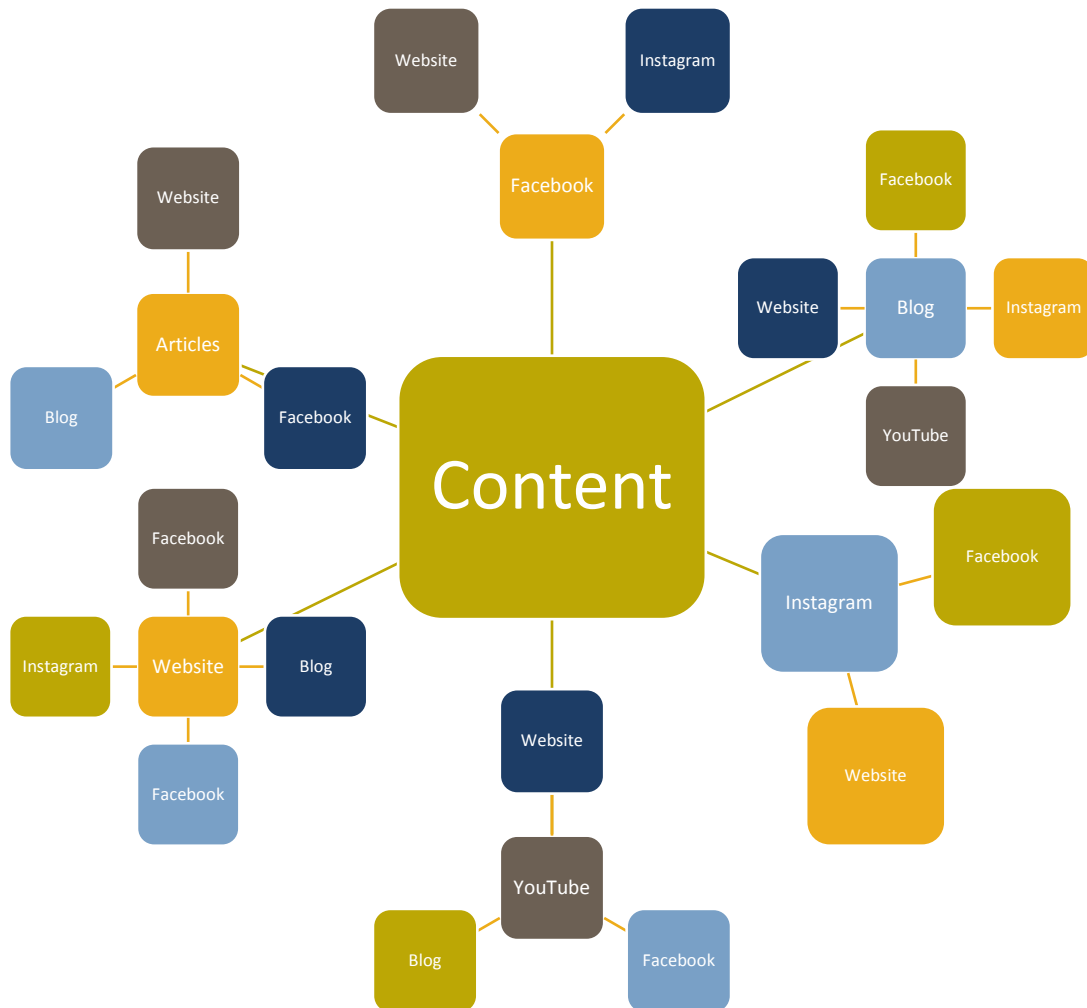 Website
Instagram
Facebook
Website
Facebook
Articles
Website
Blog
Instagram
Blog
Facebook
YouTube
Content
Facebook
Facebook
Instagram
Instagram
Website
Blog
Website
Website
Facebook
YouTube
Blog
Facebook